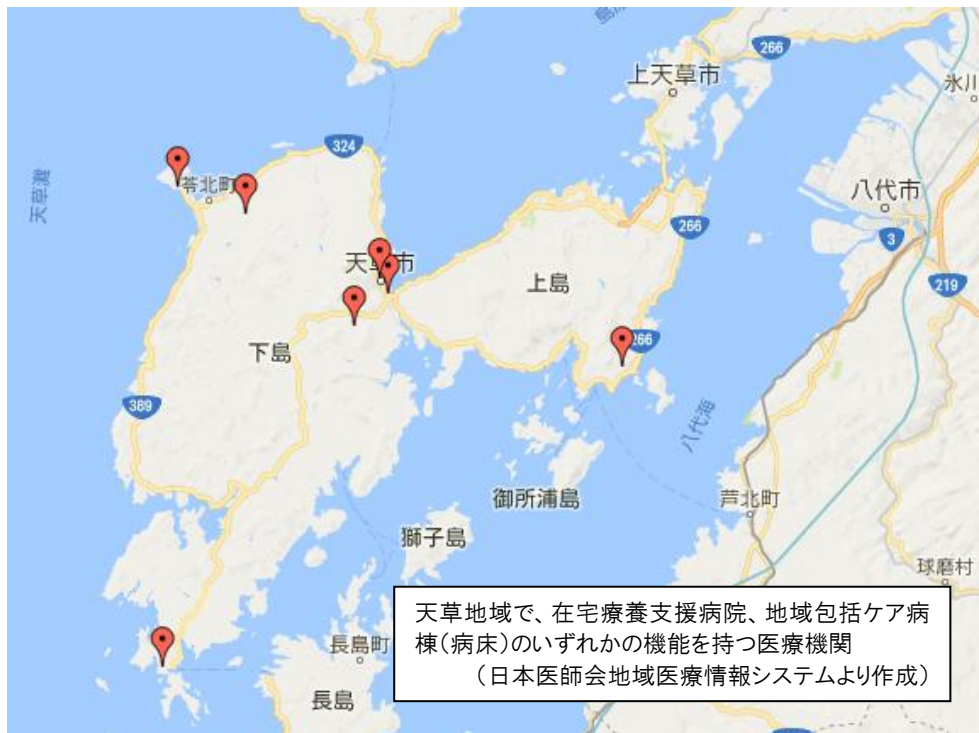 266
上天草市
氷川
324
天草灘
苓北町
八代市
266
3
天草市
上島
219
下島
266
389
八代海
御所浦島
芦北町
獅子島
球磨村
長島町
長島
天草地域で、在宅療養支援病院、地域包括ケア病
棟(病床)のいずれかの機能を持つ医療機関
(日本医師会地域医療情報システムより作成)